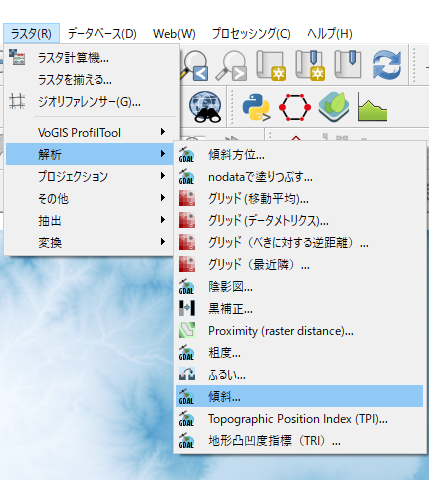 ラスタ(R) データベース(D) Web(W) プロセッシング(C) ヘルプ(H)
ラスタ計算機...
ラスタを揃える...
ジオリファレンサー(G)...
VoGIS ProfilTool
解析
プロジェクション
その他
抽出
変換
傾斜方位...
nodataで塗りつぶす...
グリッド (移動平均)...
グリッド (データメトリクス)...
グリッド（べきに対する逆距離）...
グリッド（最近隣）...
陰影図...
黒補正...
Proximity (raster distance)...
粗度...
ふるい...
傾斜...
Topographic Position Index (TPI)...
地形凸凹度指標（TRI）...
GDAL
GDAL
GDAL
GDAL
GDAL
GDAL
GDAL